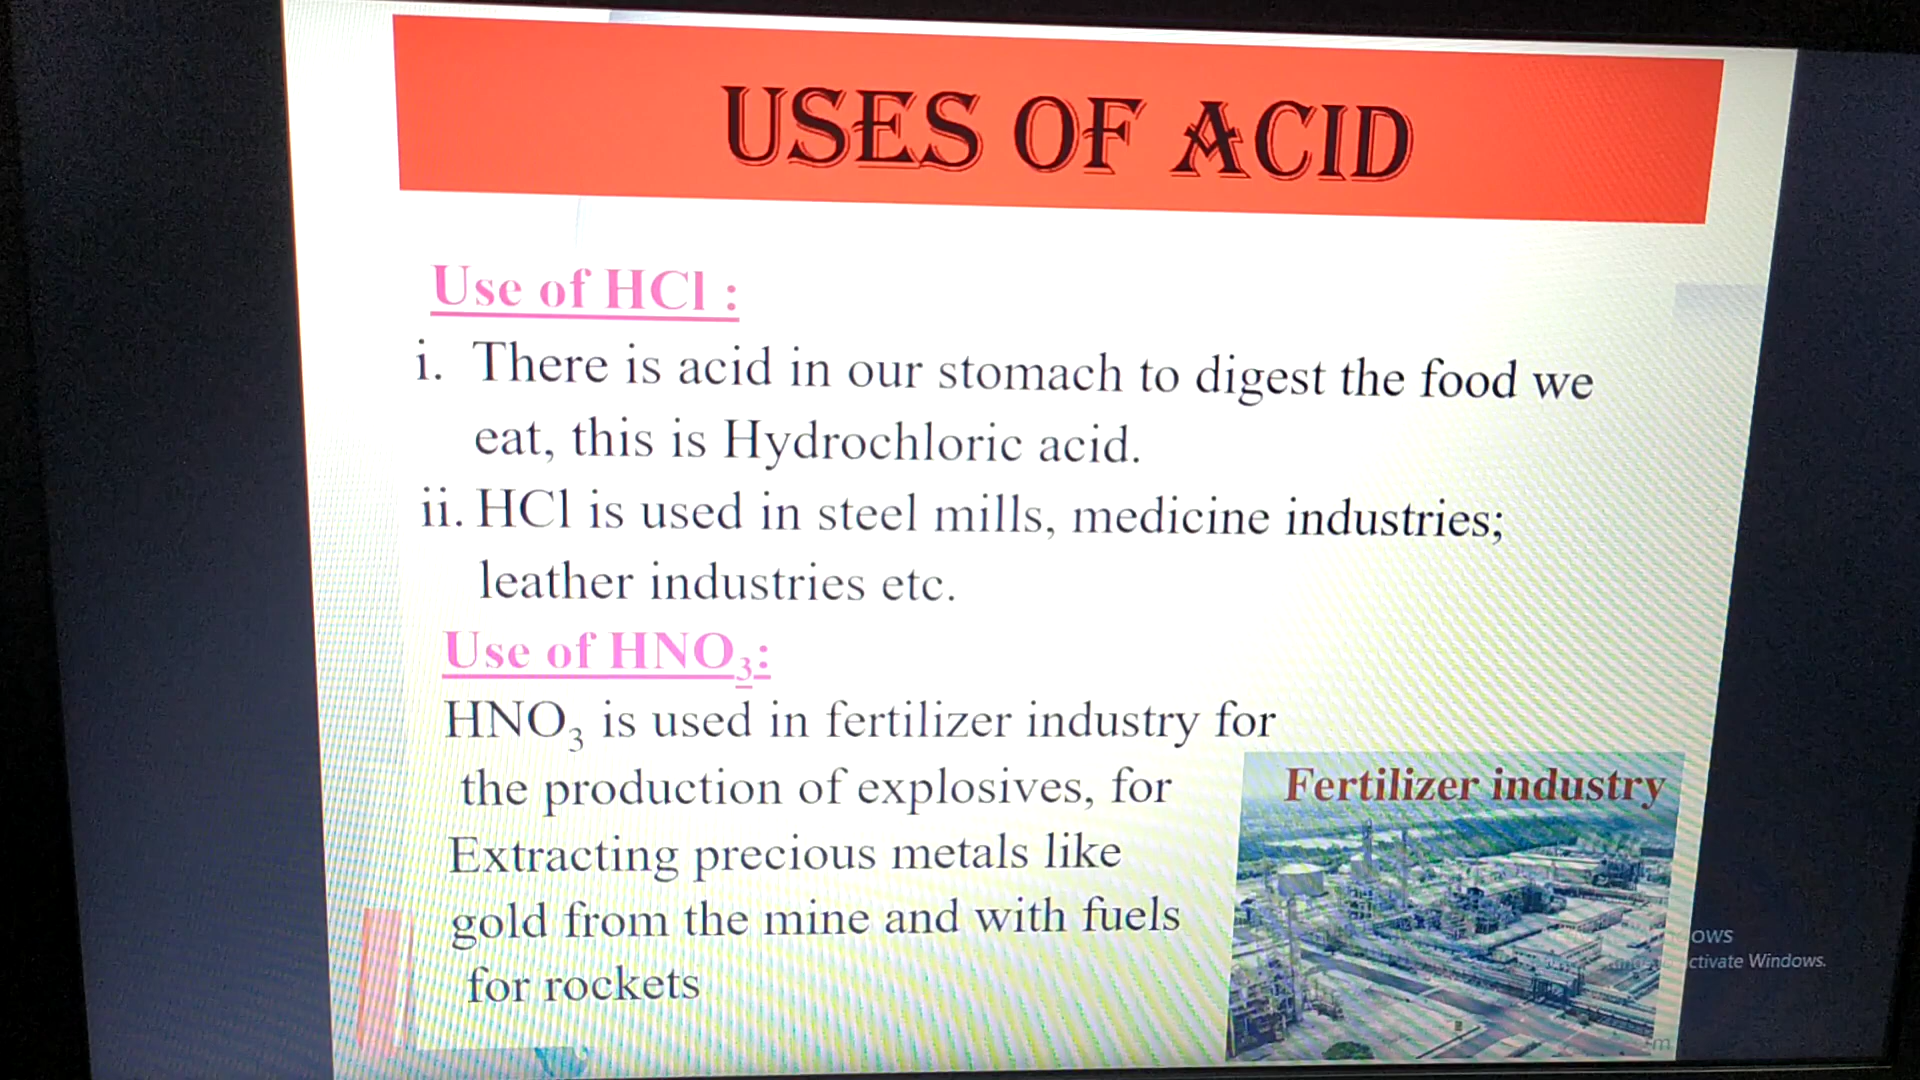 USES OF ACID
Use of HCl :
i. There is acid in our stomach to digest the food we
eat, this is Hydrochloric acid.
ii. HCl is used in steel mills, medicine industries;
leather industries etc.
Use of HNO₃:
HNO₃ is used in fertilizer industry for
the production of explosives, for
Extracting precious metals like
gold from the mine and with fuels
for rockets
Fertilizer industry
ows
ctivate Windows.